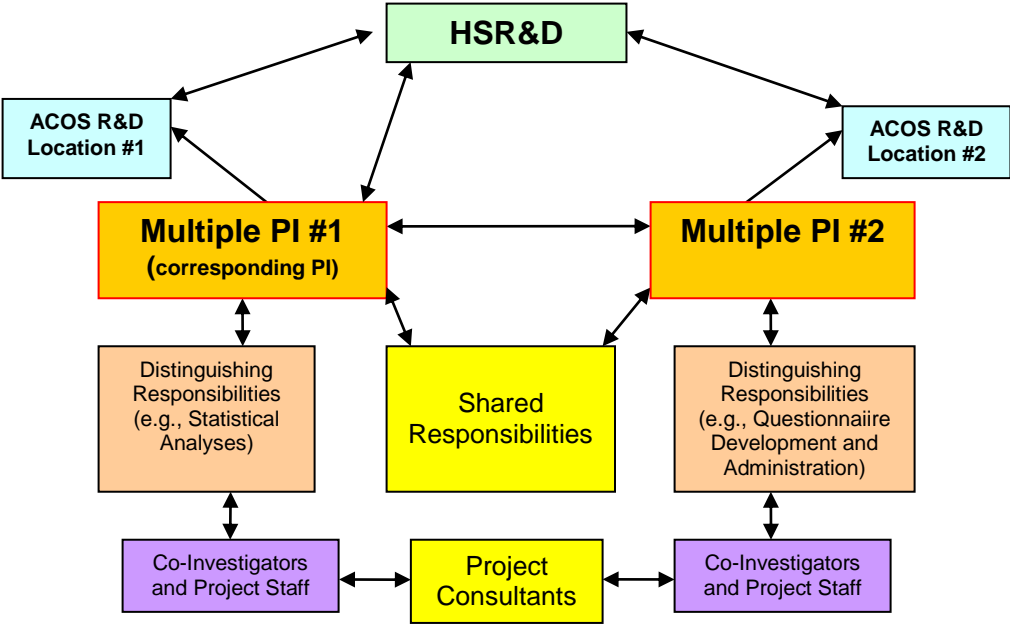 HSR&D
ACOS R&D
Location #1
ACOS R&D
Location #2
Multiple PI #1
(corresponding PI)
Multiple PI #2
Distinguishing
Responsibilities
(e.g., Statistical
Analyses)
Shared
Responsibilities
Distinguishing
Responsibilities
(e.g., Questionnaiire
Development and
Administration)
Co-Investigators
and Project Staff
Project
Consultants
Co-Investigators
and Project Staff